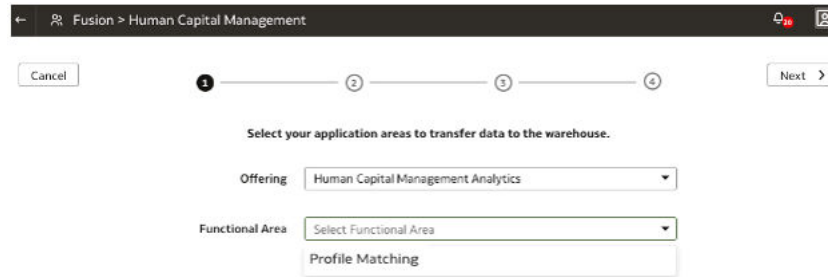 Fusion > Human Capital Management
20
Cancel
1
2
3
4
Next >
Select your application areas to transfer data to the warehouse.
Offering
Human Capital Management Analytics
Functional Area
Select Functional Area
Profile Matching